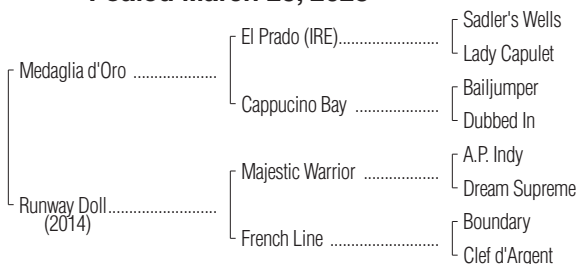 Foaled March
Sadler's Wells
El Prado (IRE)....................
Lady Capulet
Medaglia d'Oro ....................
Bailjumper
Cappucino Bay ....................
Dubbed In
A.P. Indy
Majestic Warrior ..................
Dream Supreme
Runway Doll..........................
(2014)
Boundary
French Line ..........................
Clef d'Argent